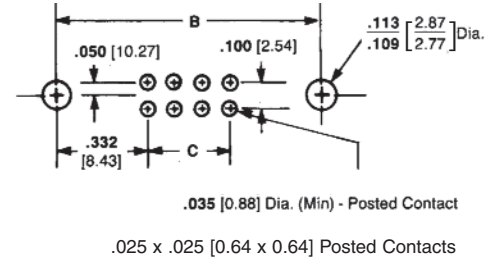 B
.050 [10.27]
.100 [2.54]
.113 [2.87] Dia.
.109 [2.77]
.332
[8.43]
C
.035 [0.88] Dia. (Min) - Posted Contact
.025 x .025 [0.64 x 0.64] Posted Contacts